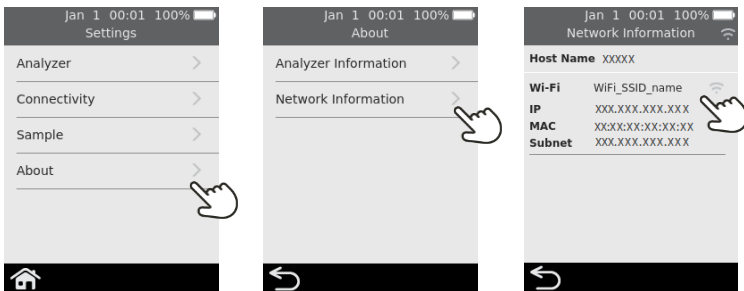 Jan 1 00:01 100%
Settings
Analyzer
Connectivity
Sample
About
Jan 1 00:01 100%
About
Analyzer Information
Network Information
Jan 1 00:01 100%
Network Information
Host Name XXXXX
Wi-Fi WiFi_SSID_name
IP XXX.XXX.XXX.XXX
MAC XX:XX:XX:XX:XX:XX
Subnet XXX.XXX.XXX.XXX